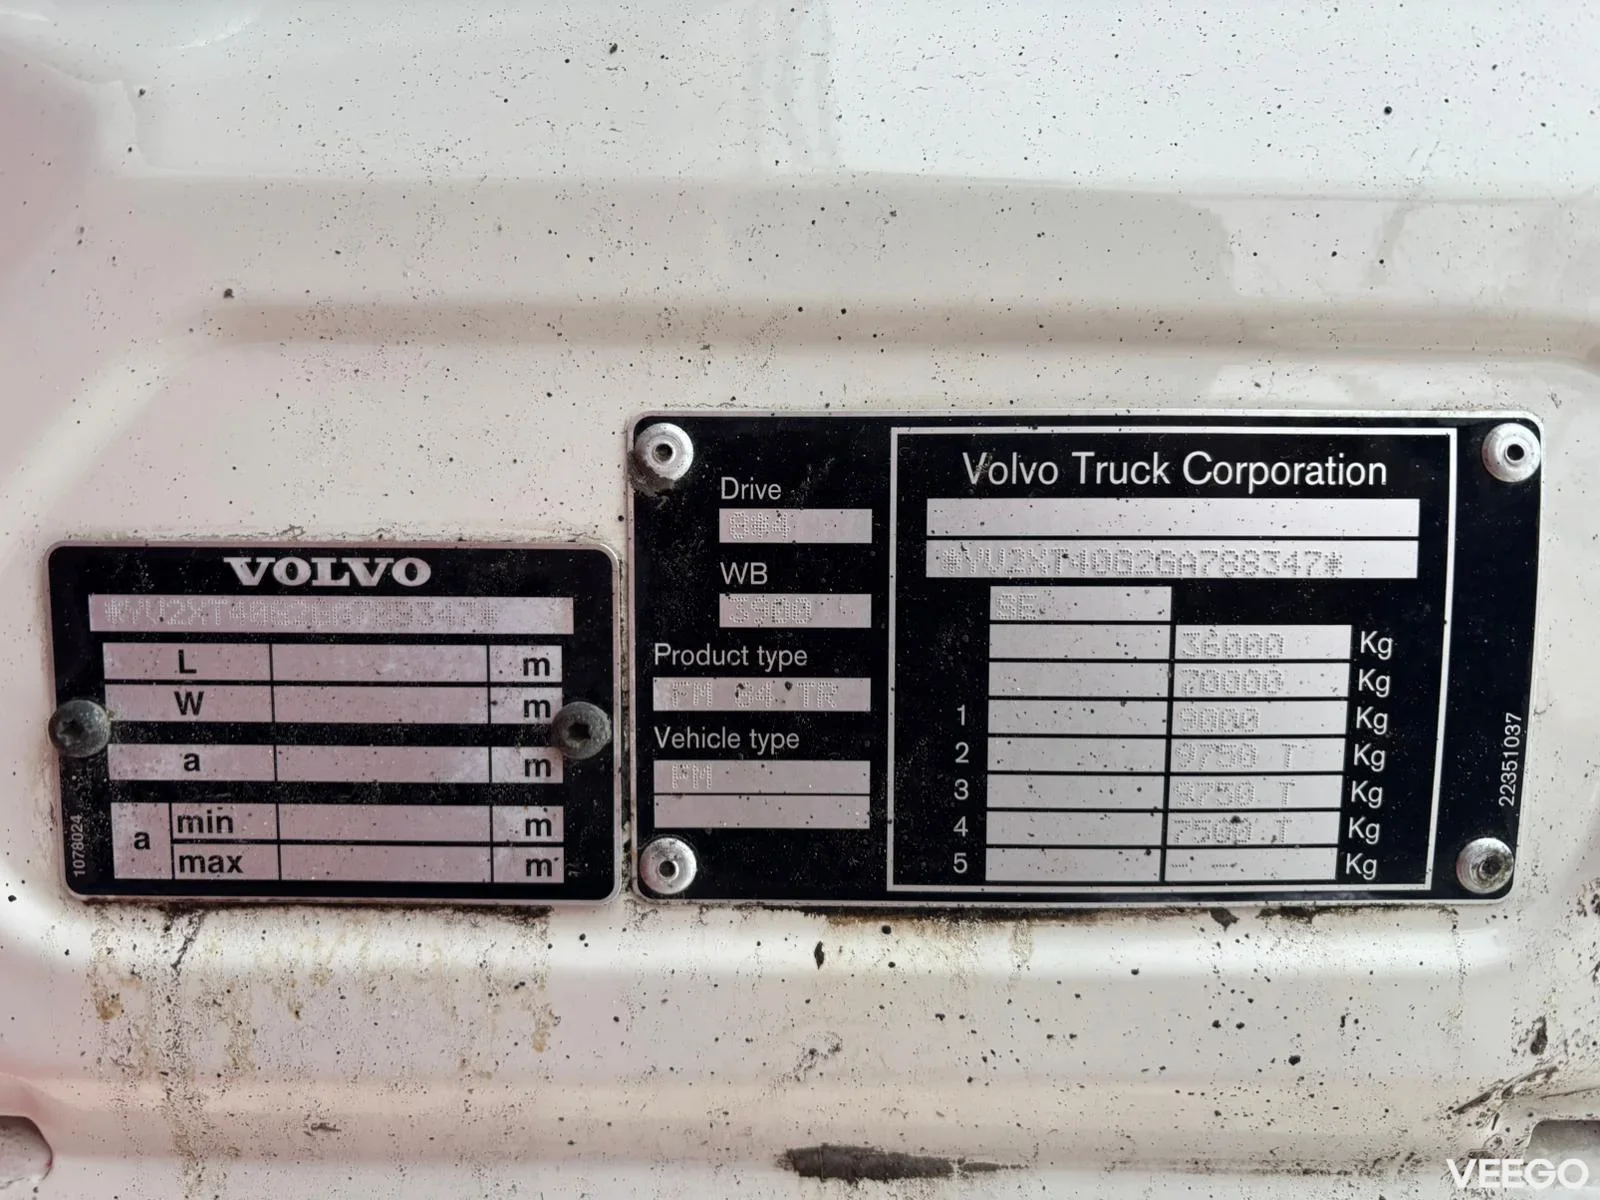 VOLVO
*YV2XT40G2GA788347*
L m
W m
a m
a
min m
max m
1078024
Drive
8*4
WB
3900
Product type
FM 84 TR
Vehicle type
FM
Volvo Truck Corporation
*YV2XT40G2GA788347*
SE
36000 Kg
70000 Kg
1 9000 Kg
2 9750 T Kg
3 9750 T Kg
4 7500 T Kg
5 -- Kg
22351037
VEEGO